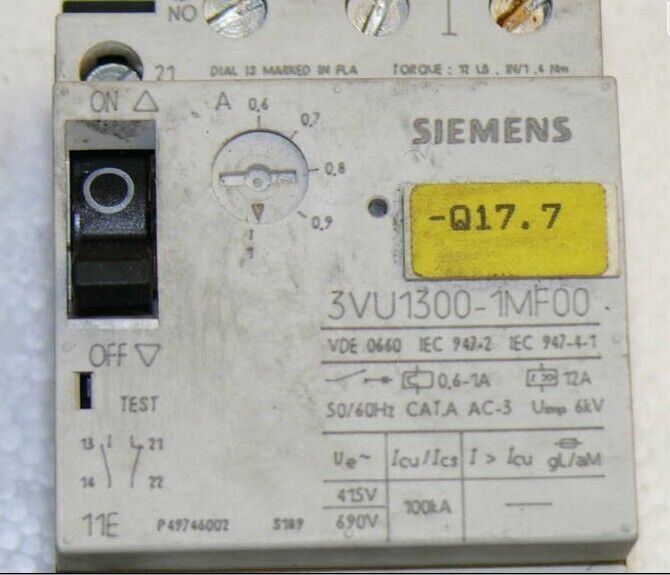 NO
21 DIAL IS MARKED IN FLA TORQUE: 12 LB. IN/1,4 Nm
ON A
0,6
0,7
0,8
0,9
1
SIEMENS
-Q17.7
3VU1300-1MF00
VDE 0660 IEC 947-2 IEC 947-4-1
0,6-1A I 12A
50/60Hz CAT.A AC-3 Uimp 6kV
OFF
TEST
13 21
14 22
Ue~ Icu/Ics I > Icu gL/aM
415V 100kA
690V
11E P49746002 S189